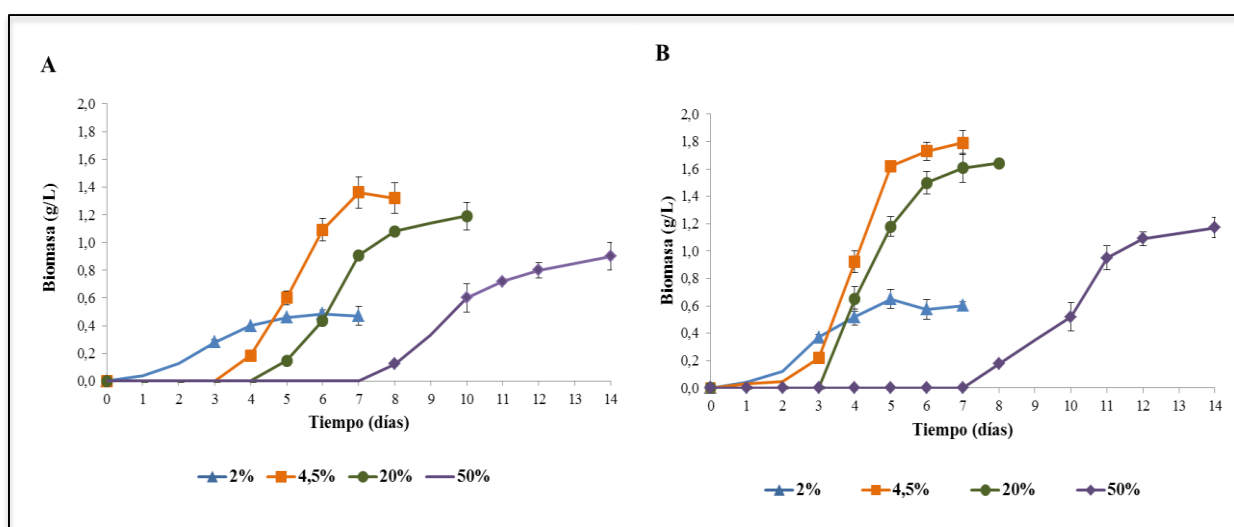 A
2,0
1,8
1,6
1,4
1,2
1,0
0,8
0,6
0,4
0,2
0,0
Biomasa (g/L)
0 1 2 3 4 5 6 7 8 9 10 11 12 13 14
Tiempo (días)
2% 4,5% 20% 50%
B
2,0
1,8
1,6
1,4
1,2
1,0
0,8
0,6
0,4
0,2
0,0
Biomasa (g/L)
0 1 2 3 4 5 6 7 8 9 10 11 12 13 14
Tiempo (días)
2% 4,5% 20% 50%